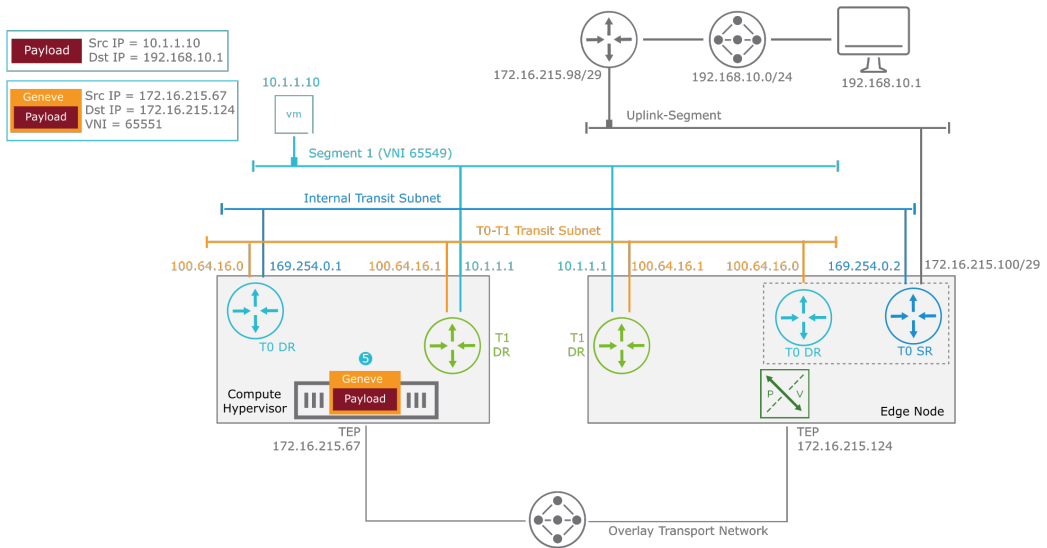 Payload
Src IP = 10.1.1.10
Dst IP = 192.168.10.1
Geneve
Payload
Src IP = 172.16.215.67
Dst IP = 172.16.215.124
VNI = 65551
172.16.215.98/29
192.168.10.0/24
192.168.10.1
10.1.1.10
vm
Uplink-Segment
Segment 1 (VNI 65549)
Internal Transit Subnet
T0-T1 Transit Subnet
100.64.16.0
169.254.0.1
100.64.16.1
10.1.1.1
10.1.1.1
100.64.16.1
100.64.16.0
169.254.0.2
172.16.215.100/29
T0 DR
T1
DR
T1
DR
T0 DR
T0 SR
5
Geneve
Payload
Compute
Hypervisor
P
V
Edge Node
TEP
172.16.215.67
TEP
172.16.215.124
Overlay Transport Network